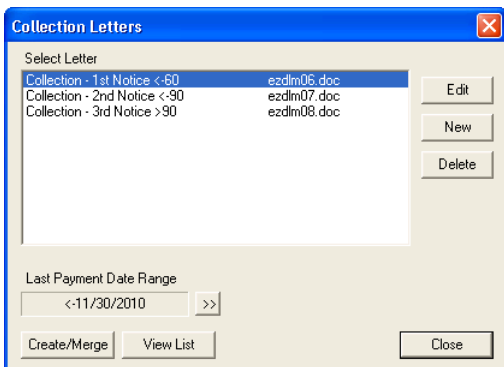 Collection Letters
Select Letter
Collection - 1st Notice <-60 ezdlm06.doc
Collection - 2nd Notice <-90 ezdlm07.doc
Collection - 3rd Notice >90 ezdlm08.doc
Edit
New
Delete
Last Payment Date Range
<-11/30/2010 >>
Create/Merge View List Close